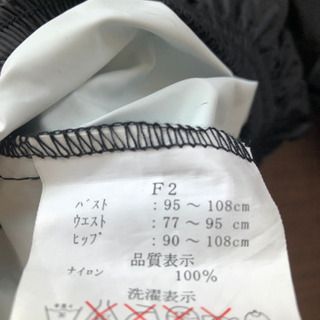 F2
バスト : 95 ~ 108cm
ウエスト : 77 ~ 95 cm
ヒップ : 90 ~ 108cm
品質表示
ナイロン 100%
洗濯表示